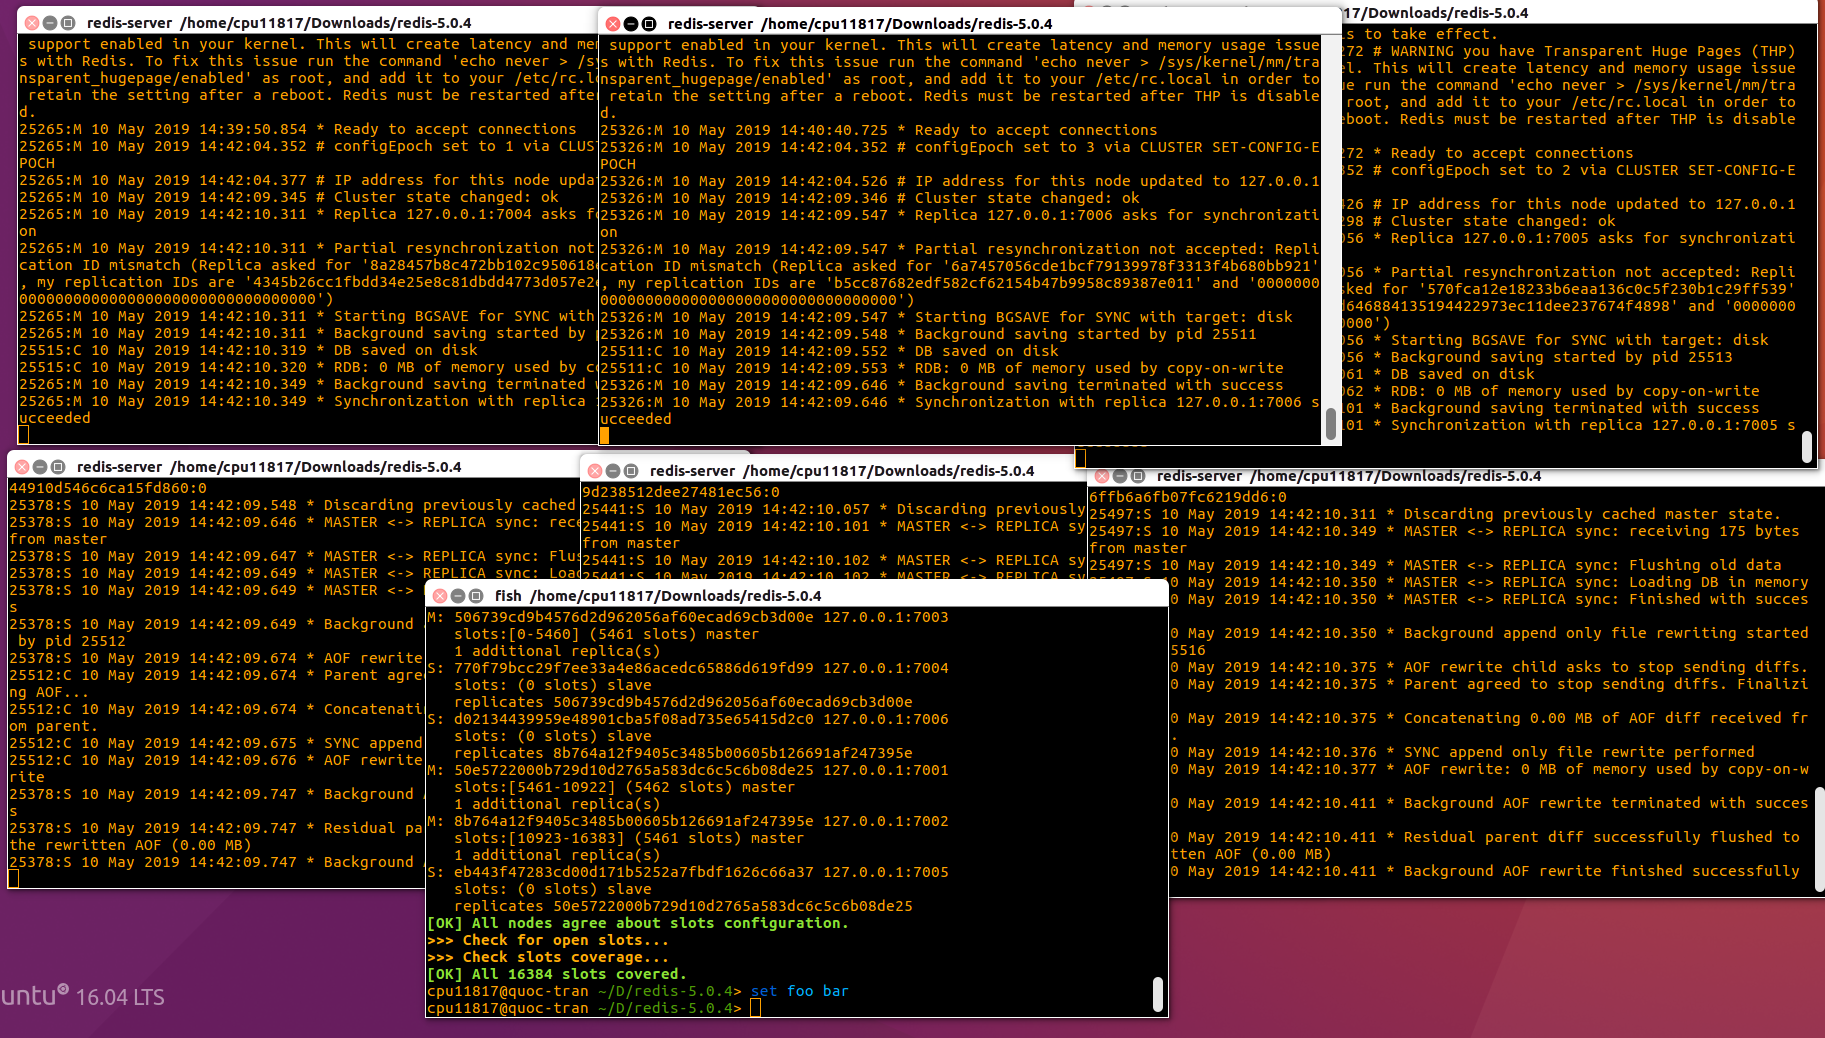 redis-server /home/cpu11817/Downloads/redis-5.0.4
support enabled in your kernel. This will create latency and
s with Redis. To fix this issue run the command 'echo never >
nsparent_hugepage/enabled' as root, and add it to your
retain the setting after a reboot. Redis must be restarted
d.
25265:M 10 May 2019 14:39:50.854 * Ready to accept connections
25265:M 10 May 2019 14:42:04.352 # configEpoch set to 1 via
POCH
25265:M 10 May 2019 14:42:04.377 # IP address for this node
25265:M 10 May 2019 14:42:09.345 # Cluster state changed: ok
25265:M 10 May 2019 14:42:10.311 * Replica 127.0.0.1:7004 asks
on
25265:M 10 May 2019 14:42:10.311 * Partial resynchronization not
cation ID mismatch (Replica asked for '8a28457b8c472bb102c950618
, my replication IDs are '4345b26cc1fbdd34e25e8c81dbdd4773d057e2
000000000000000000000000000000000')
25265:M 10 May 2019 14:42:10.311 * Starting BGSAVE for SYNC with
25265:M 10 May 2019 14:42:10.311 * Background saving started by
25515:C 10 May 2019 14:42:10.319 * DB saved on disk
25515:C 10 May 2019 14:42:10.320 * RDB: 0 MB of memory used by
25265:M 10 May 2019 14:42:10.349 * Background saving terminated
25265:M 10 May 2019 14:42:10.349 * Synchronization with replica
ucceeded
redis-server /home/cpu11817/Downloads/redis-5.0.4
support enabled in your kernel. This will create latency and memory usage issue
s with Redis. To fix this issue run the command 'echo never > /sys/kernel/mm/tra
nsparent_hugepage/enabled' as root, and add it to your /etc/rc.local in order to
retain the setting after a reboot. Redis must be restarted after THP is disable
d.
25326:M 10 May 2019 14:40:40.725 * Ready to accept connections
25326:M 10 May 2019 14:42:04.352 # configEpoch set to 3 via CLUSTER SET-CONFIG-E
POCH
25326:M 10 May 2019 14:42:04.526 # IP address for this node updated to 127.0.0.1
25326:M 10 May 2019 14:42:09.346 # Cluster state changed: ok
25326:M 10 May 2019 14:42:09.547 * Replica 127.0.0.1:7006 asks for synchronizati
on
25326:M 10 May 2019 14:42:09.547 * Partial resynchronization not accepted: Repli
cation ID mismatch (Replica asked for '6a7457056cde1bcf79139978f3313f4b680bb921'
, my replication IDs are 'b5cc87682edf582cf62154b47b9958c89387e011' and '0000000
000000000000000000000000000000000')
25326:M 10 May 2019 14:42:09.547 * Starting BGSAVE for SYNC with target: disk
25326:M 10 May 2019 14:42:09.548 * Background saving started by pid 25511
25511:C 10 May 2019 14:42:09.552 * DB saved on disk
25511:C 10 May 2019 14:42:09.553 * RDB: 0 MB of memory used by copy-on-write
25326:M 10 May 2019 14:42:09.646 * Background saving terminated with success
25326:M 10 May 2019 14:42:09.646 * Synchronization with replica 127.0.0.1:7006 s
ucceeded
17/Downloads/redis-5.0.4
s to take effect.
272 # WARNING you have Transparent Huge Pages (THP)
l. This will create latency and memory usage issue
e run the command 'echo never > /sys/kernel/mm/tra
root, and add it to your /etc/rc.local in order to
eboot. Redis must be restarted after THP is disable
272 * Ready to accept connections
352 # configEpoch set to 2 via CLUSTER SET-CONFIG-E
426 # IP address for this node updated to 127.0.0.1
298 # Cluster state changed: ok
056 * Replica 127.0.0.1:7005 asks for synchronizati
056 * Partial resynchronization not accepted: Repli
sked for '570fca12e18233b6eaa136c0c5f230b1c29ff539'
d646884135194422973ec11dee237674f4898' and '0000000
0000')
056 * Starting BGSAVE for SYNC with target: disk
056 * Background saving started by pid 25513
061 * DB saved on disk
062 * RDB: 0 MB of memory used by copy-on-write
101 * Background saving terminated with success
101 * Synchronization with replica 127.0.0.1:7005 s
redis-server /home/cpu11817/Downloads/redis-5.0.4
44910d546c6ca15fd860:0
25378:S 10 May 2019 14:42:09.548 * Discarding previously cached
25378:S 10 May 2019 14:42:09.646 * MASTER <-> REPLICA sync:
from master
25378:S 10 May 2019 14:42:09.647 * MASTER <-> REPLICA sync:
25378:S 10 May 2019 14:42:09.649 * MASTER <-> REPLICA sync:
25378:S 10 May 2019 14:42:09.649 * MASTER <->
s
25378:S 10 May 2019 14:42:09.649 * Background
by pid 25512
25378:S 10 May 2019 14:42:09.674 * AOF rewrite
25512:C 10 May 2019 14:42:09.674 * Parent
ng AOF...
25512:C 10 May 2019 14:42:09.674 *
om parent.
25512:C 10 May 2019 14:42:09.675 * SYNC append
25512:C 10 May 2019 14:42:09.676 * AOF rewrite
rite
25378:S 10 May 2019 14:42:09.747 * Background
s
25378:S 10 May 2019 14:42:09.747 * Residual
the rewritten AOF (0.00 MB)
25378:S 10 May 2019 14:42:09.747 * Background
redis-server /home/cpu11817/Downloads/redis-5.0.4
9d238512dee27481ec56:0
25441:S 10 May 2019 14:42:10.057 * Discarding previously
25441:S 10 May 2019 14:42:10.101 * MASTER <-> REPLICA
from master
25441:S 10 May 2019 14:42:10.102 * MASTER <-> REPLICA
25441:S 10 May 2019 14:42:10.102 * MASTER <-> REPLICA
redis-server /home/cpu11817/Downloads/redis-5.0.4
6ffb6a6fb07fc6219dd6:0
25497:S 10 May 2019 14:42:10.311 * Discarding previously cached master state.
25497:S 10 May 2019 14:42:10.349 * MASTER <-> REPLICA sync: receiving 175 bytes
from master
25497:S 10 May 2019 14:42:10.349 * MASTER <-> REPLICA sync: Flushing old data
25497:S 10 May 2019 14:42:10.350 * MASTER <-> REPLICA sync: Loading DB in memory
0 May 2019 14:42:10.350 * MASTER <-> REPLICA sync: Finished with succes
0 May 2019 14:42:10.350 * Background append only file rewriting started
5516
0 May 2019 14:42:10.375 * AOF rewrite child asks to stop sending diffs.
0 May 2019 14:42:10.375 * Parent agreed to stop sending diffs. Finalizi
0 May 2019 14:42:10.375 * Concatenating 0.00 MB of AOF diff received fr
.
0 May 2019 14:42:10.376 * SYNC append only file rewrite performed
0 May 2019 14:42:10.377 * AOF rewrite: 0 MB of memory used by copy-on-w
0 May 2019 14:42:10.411 * Background AOF rewrite terminated with succes
0 May 2019 14:42:10.411 * Residual parent diff successfully flushed to
tten AOF (0.00 MB)
0 May 2019 14:42:10.411 * Background AOF rewrite finished successfully
fish /home/cpu11817/Downloads/redis-5.0.4
M: 506739cd9b4576d2d962056af60ecad69cb3d00e 127.0.0.1:7003
slots:[0-5460] (5461 slots) master
1 additional replica(s)
S: 770f79bcc29f7ee33a4e86acedc65886d619fd99 127.0.0.1:7004
slots: (0 slots) slave
replicates 506739cd9b4576d2d962056af60ecad69cb3d00e
S: d02134439959e48901cba5f08ad735e65415d2c0 127.0.0.1:7006
slots: (0 slots) slave
replicates 8b764a12f9405c3485b00605b126691af247395e
M: 50e5722000b729d10d2765a583dc6c5c6b08de25 127.0.0.1:7001
slots:[5461-10922] (5462 slots) master
1 additional replica(s)
M: 8b764a12f9405c3485b00605b126691af247395e 127.0.0.1:7002
slots:[10923-16383] (5461 slots) master
1 additional replica(s)
S: eb443f47283cd00d171b5252a7fbdf1626c66a37 127.0.0.1:7005
slots: (0 slots) slave
replicates 50e5722000b729d10d2765a583dc6c5c6b08de25
[OK] All nodes agree about slots configuration.
>>> Check for open slots...
>>> Check slots coverage...
[OK] All 16384 slots covered.
cpu11817@quoc-tran ~/D/redis-5.0.4> set foo bar
cpu11817@quoc-tran ~/D/redis-5.0.4>
untu 16.04 LTS